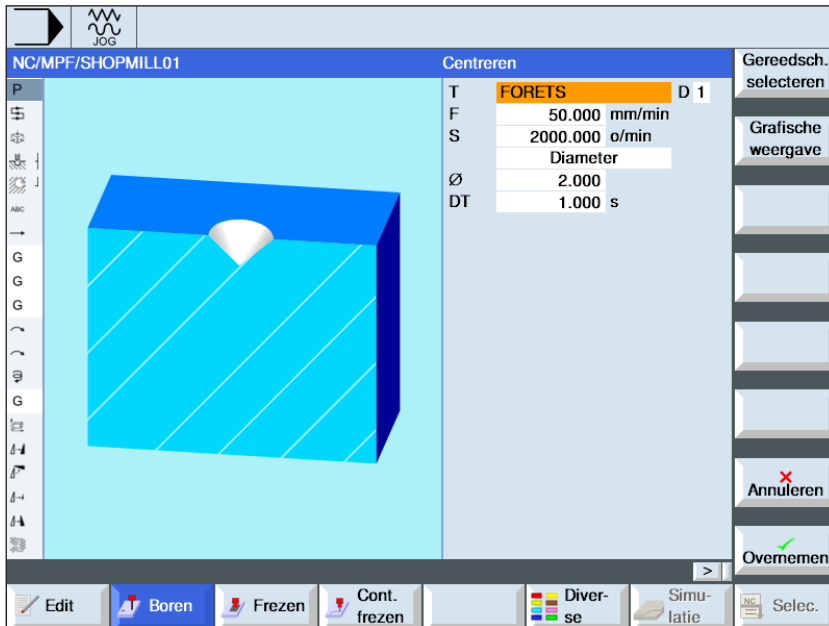 JOG
NC/MPF/SHOPMILL01
Centreren
Gereedsch.
selecteren
P
T FORETS D 1
F 50.000 mm/min
S 2000.000 o/min
Grafische
weergave
Diameter
Ø 2.000
DT 1.000 s
ABC
G
G
G
G
Annuleren
Overnemen
>
Edit
Boren
Frezen
Cont.
frezen
Diver-
se
Simu-
latie
NC
Selec.